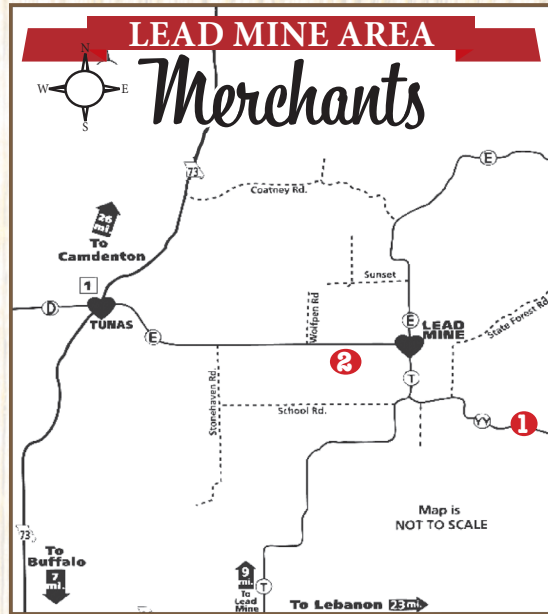 LEAD MINE AREA
Merchants
N
W
E
S
E
73
Coatney Rd.
26
mi.
To
Camdenton
Sunset
1
D
TUNAS
E
Wolfpen Rd
E
LEAD
MINE
State Forest Rd.
2
T
Stonehaven Rd.
School Rd.
YY
1
Map is
NOT TO SCALE
73
To
Buffalo
7
mi.
9
mi.
To
Lead
Mine
T
To Lebanon 23mi.